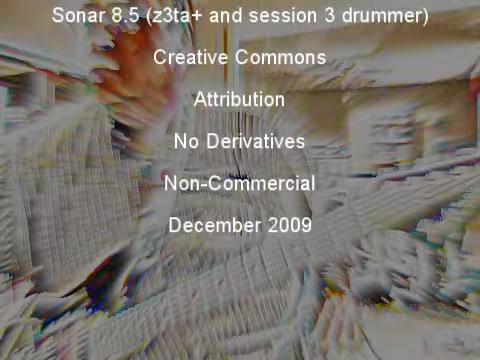 Sonar 8.5 (z3ta+ and session 3 drummer)
Creative Commons
Attribution
No Derivatives
Non-Commercial
December 2009